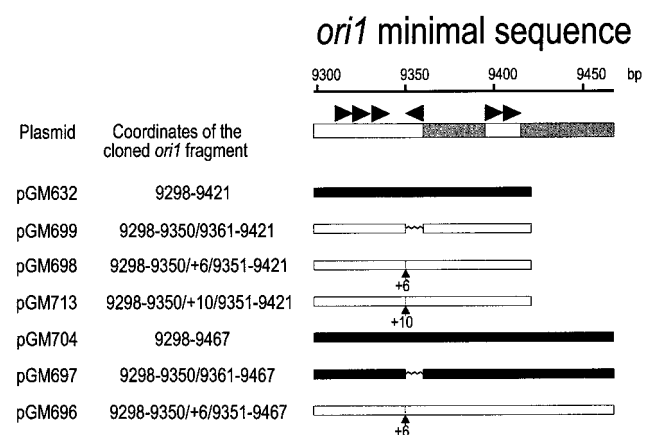 ori1 minimal sequence
9300 9350 9400 9450 bp
Plasmid Coordinates of the
cloned ori1 fragment
pGM632 9298-9421
pGM699 9298-9350/9361-9421
pGM698 9298-9350/+6/9351-9421
+6
pGM713 9298-9350/+10/9351-9421
+10
pGM704 9298-9467
pGM697 9298-9350/9361-9467
pGM696 9298-9350/+6/9351-9467
+6